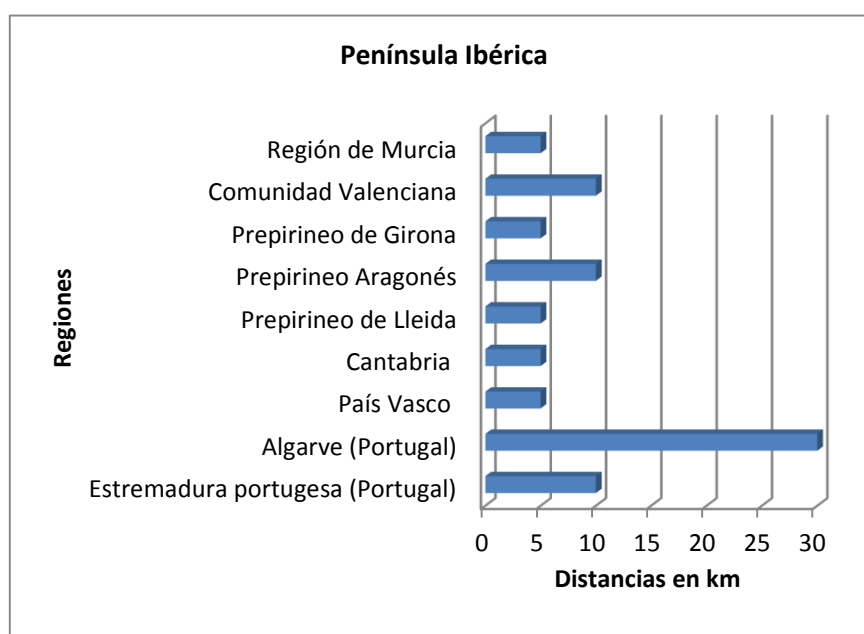 Península Ibérica
Regiones
Región de Murcia
Comunidad Valenciana
Prepirineo de Girona
Prepirineo Aragonés
Prepirineo de Lleida
Cantabria
País Vasco
Algarve (Portugal)
Estremadura portugesa (Portugal)
0 5 10 15 20 25 30
Distancias en km